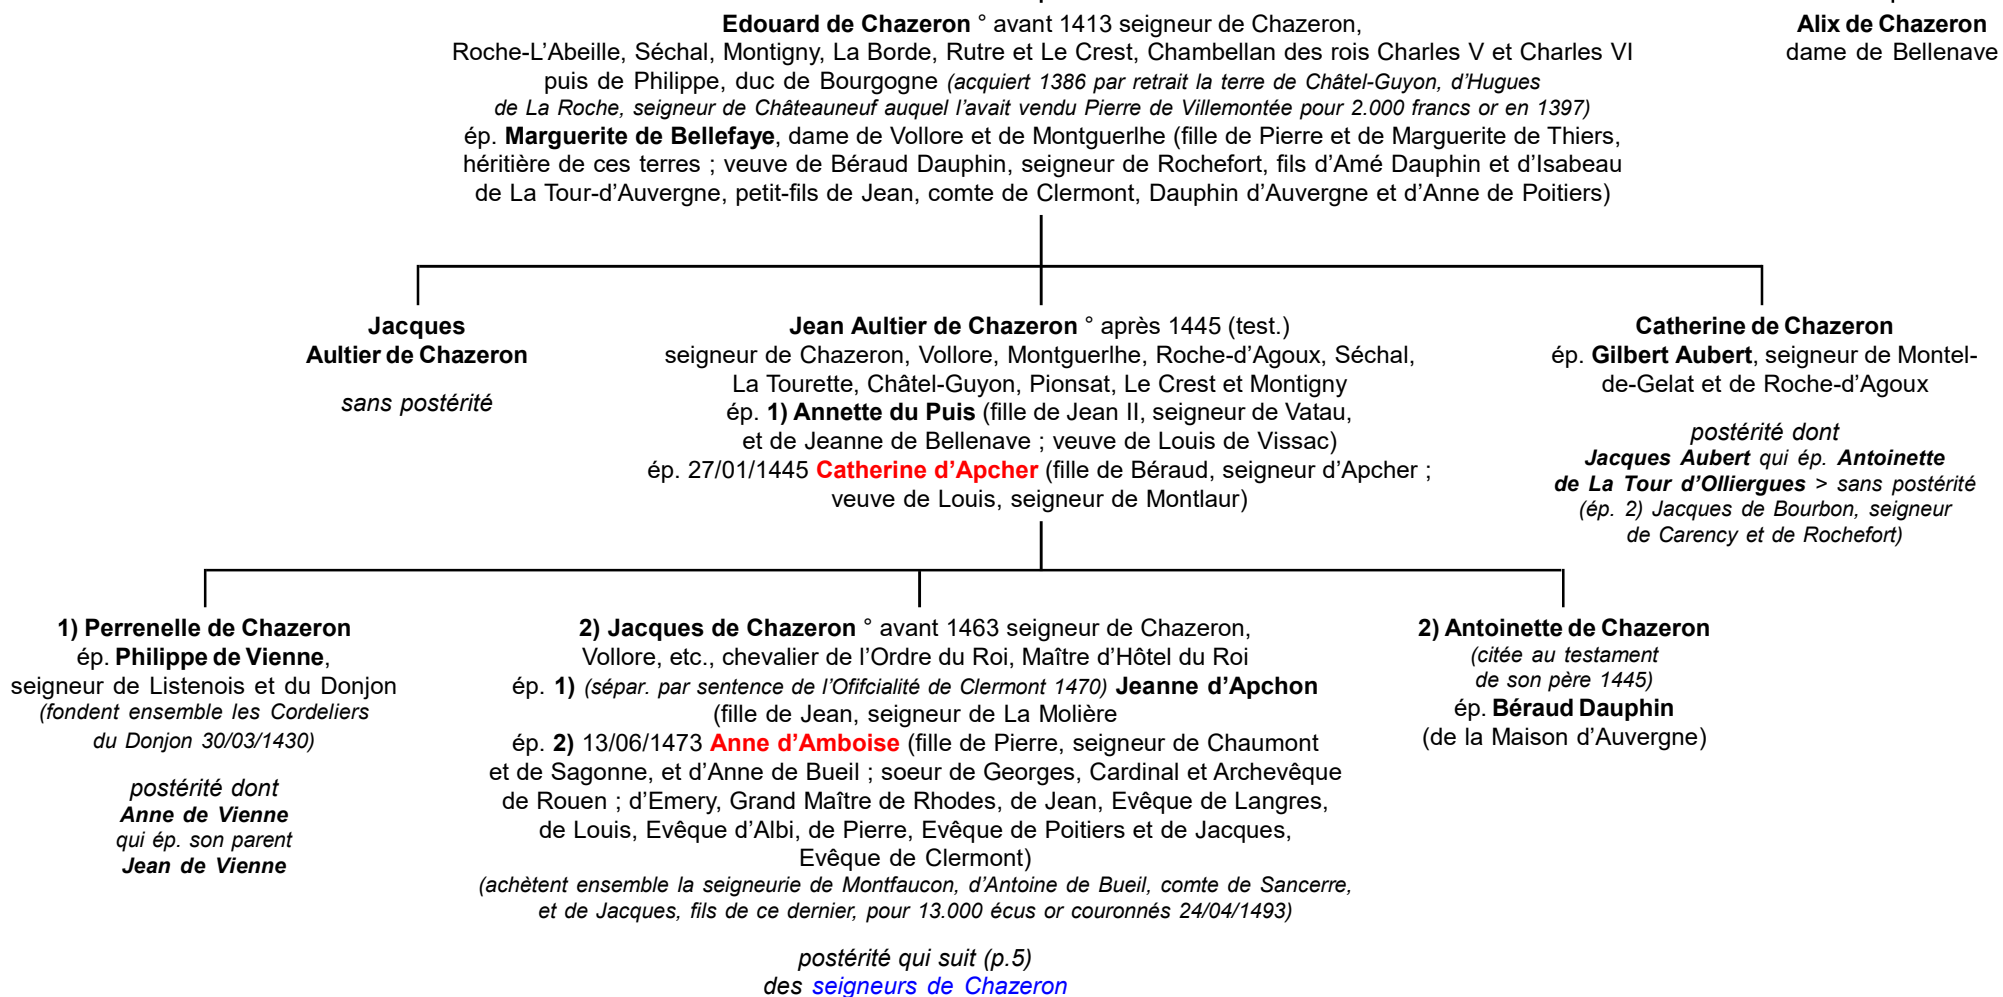 Edouard de Chazeron ° avant 1413 seigneur de Chazeron,
Roche-L'Abeille, Séchal, Montigny, La Borde, Rutre et Le Crest, Chambellan des rois Charles V et Charles VI
puis de Philippe, duc de Bourgogne (acquiert 1386 par retrait la terre de Châtel-Guyon, d'Hugues
de La Roche, seigneur de Châteauneuf auquel l'avait vendu Pierre de Villemontée pour 2.000 francs or en 1397)
ép. Marguerite de Bellefaye, dame de Vollore et de Montguerlhe (fille de Pierre et de Marguerite de Thiers,
héritière de ces terres ; veuve de Béraud Dauphin, seigneur de Rochefort, fils d'Amé Dauphin et d'Isabeau
de La Tour-d'Auvergne, petit-fils de Jean, comte de Clermont, Dauphin d'Auvergne et d'Anne de Poitiers)
Alix de Chazeron
dame de Bellenave
Jacques
Aultier de Chazeron
sans postérité
Jean Aultier de Chazeron ° après 1445 (test.)
seigneur de Chazeron, Vollore, Montguerlhe, Roche-d'Agoux, Séchal,
La Tourette, Châtel-Guyon, Pionsat, Le Crest et Montigny
ép. 1) Annette du Puis (fille de Jean II, seigneur de Vatau,
et de Jeanne de Bellenave ; veuve de Louis de Vissac)
ép. 27/01/1445 Catherine d'Apcher (fille de Béraud, seigneur d'Apcher ;
veuve de Louis, seigneur de Montlaur)
Catherine de Chazeron
ép. Gilbert Aubert, seigneur de Montel-
de-Gelat et de Roche-d'Agoux
postérité dont
Jacques Aubert qui ép. Antoinette
de La Tour d'Olliergues > sans postérité
(ép. 2) Jacques de Bourbon, seigneur
de Carency et de Rochefort)
1) Perrenelle de Chazeron
ép. Philippe de Vienne,
seigneur de Listenois et du Donjon
(fondent ensemble les Cordeliers
du Donjon 30/03/1430)
postérité dont
Anne de Vienne
qui ép. son parent
Jean de Vienne
2) Jacques de Chazeron ° avant 1463 seigneur de Chazeron,
Vollore, etc., chevalier de l'Ordre du Roi, Maître d'Hôtel du Roi
ép. 1) (sépar. par sentence de l'Ofifcialité de Clermont 1470) Jeanne d'Apchon
(fille de Jean, seigneur de La Molière
ép. 2) 13/06/1473 Anne d'Amboise (fille de Pierre, seigneur de Chaumont
et de Sagonne, et d'Anne de Bueil ; soeur de Georges, Cardinal et Archevêque
de Rouen ; d'Emery, Grand Maître de Rhodes, de Jean, Evêque de Langres,
de Louis, Evêque d'Albi, de Pierre, Evêque de Poitiers et de Jacques,
Evêque de Clermont)
(achètent ensemble la seigneurie de Montfaucon, d'Antoine de Bueil, comte de Sancerre,
et de Jacques, fils de ce dernier, pour 13.000 écus or couronnés 24/04/1493)
postérité qui suit (p.5)
des seigneurs de Chazeron
2) Antoinette de Chazeron
(citée au testament
de son père 1445)
ép. Béraud Dauphin
(de la Maison d'Auvergne)